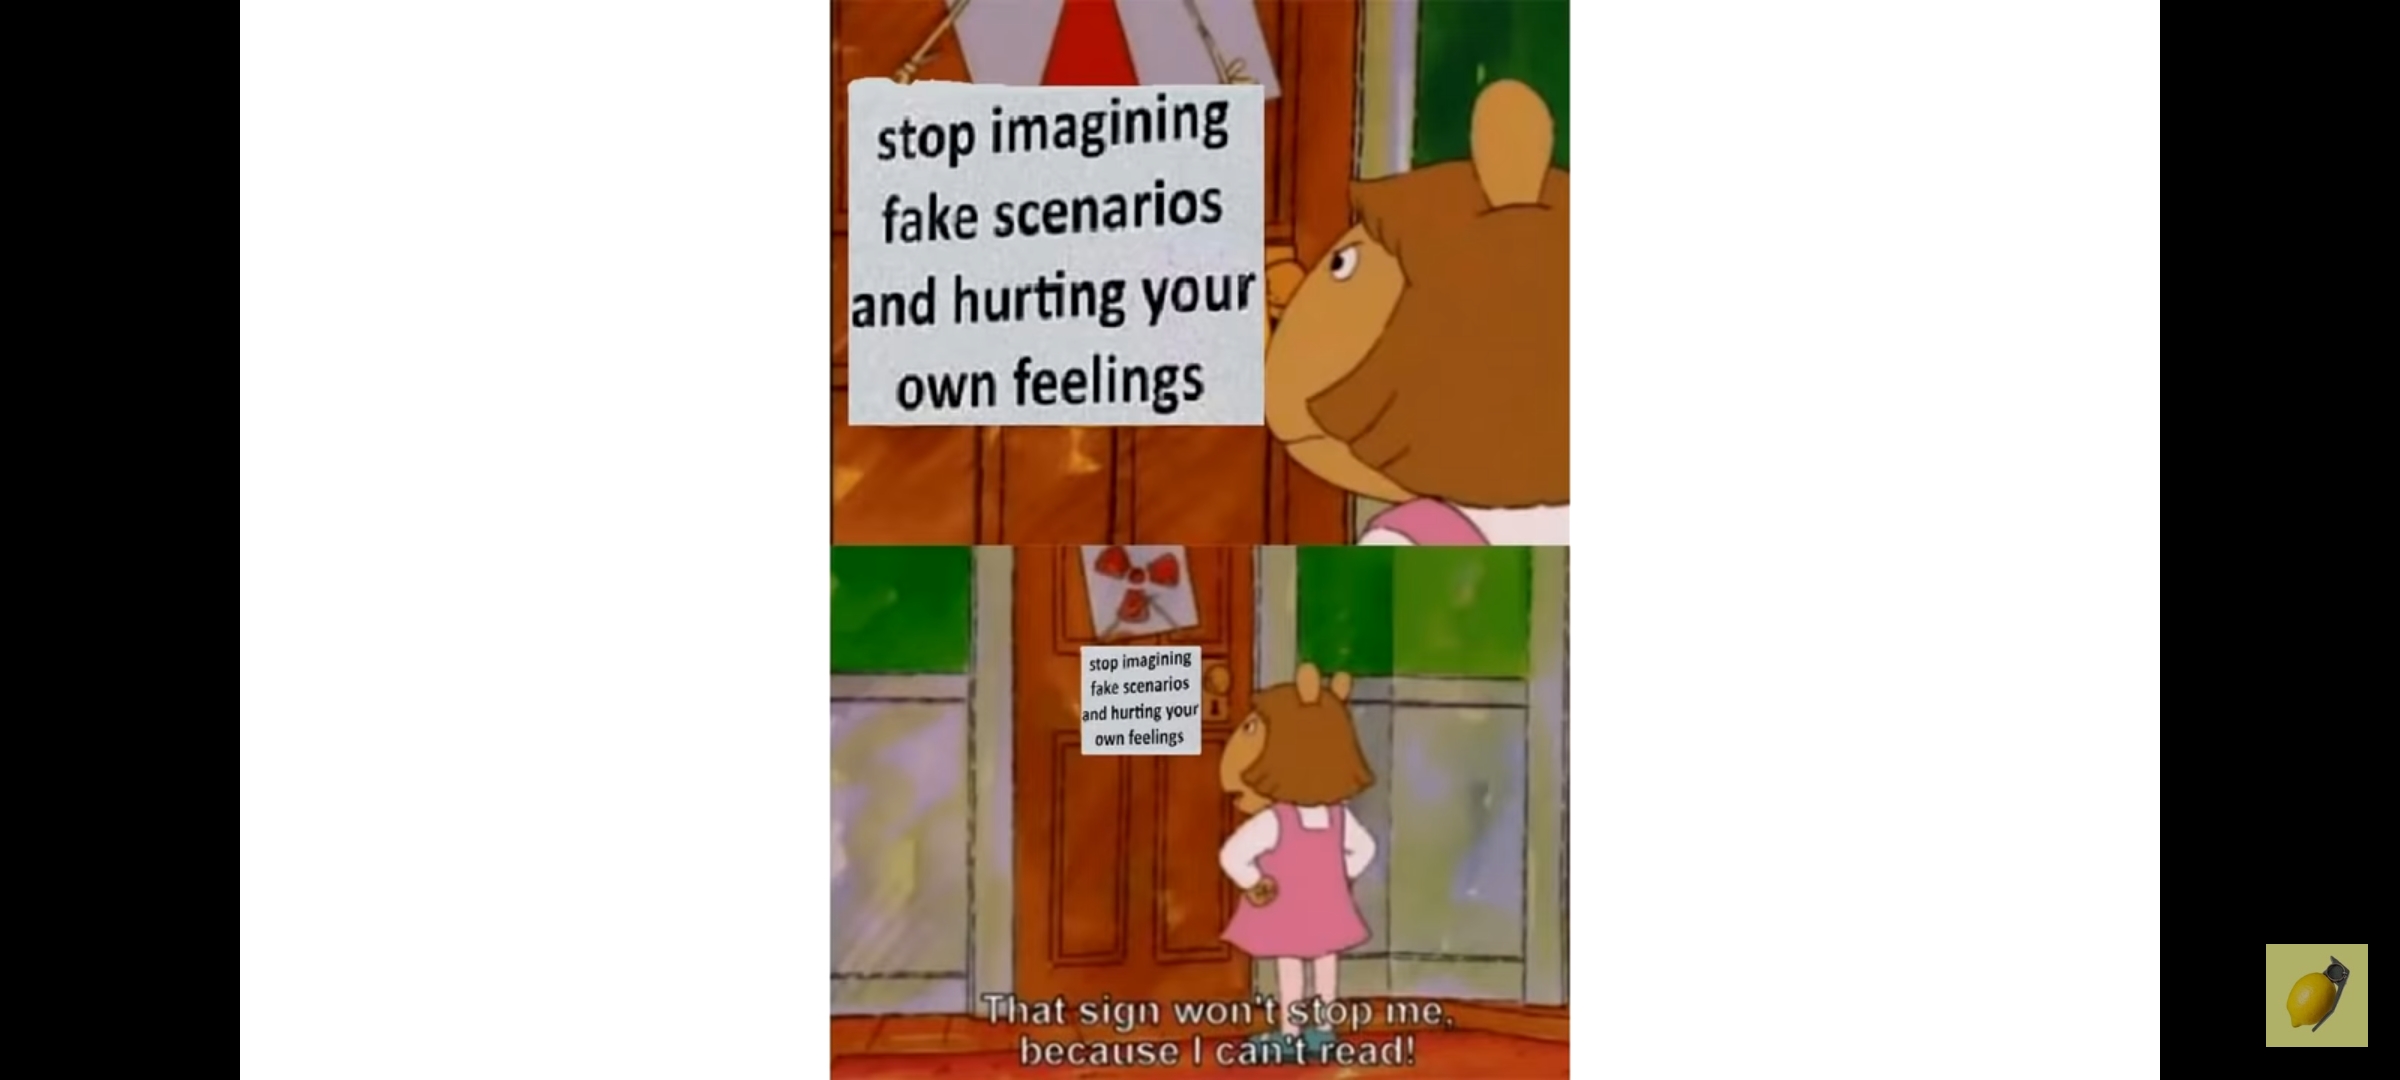 stop imagining
fake scenarios
and hurting your
own feelings
stop imagining
fake scenarios
and hurting your
own feelings
That sign won't stop me,
because I can't read!